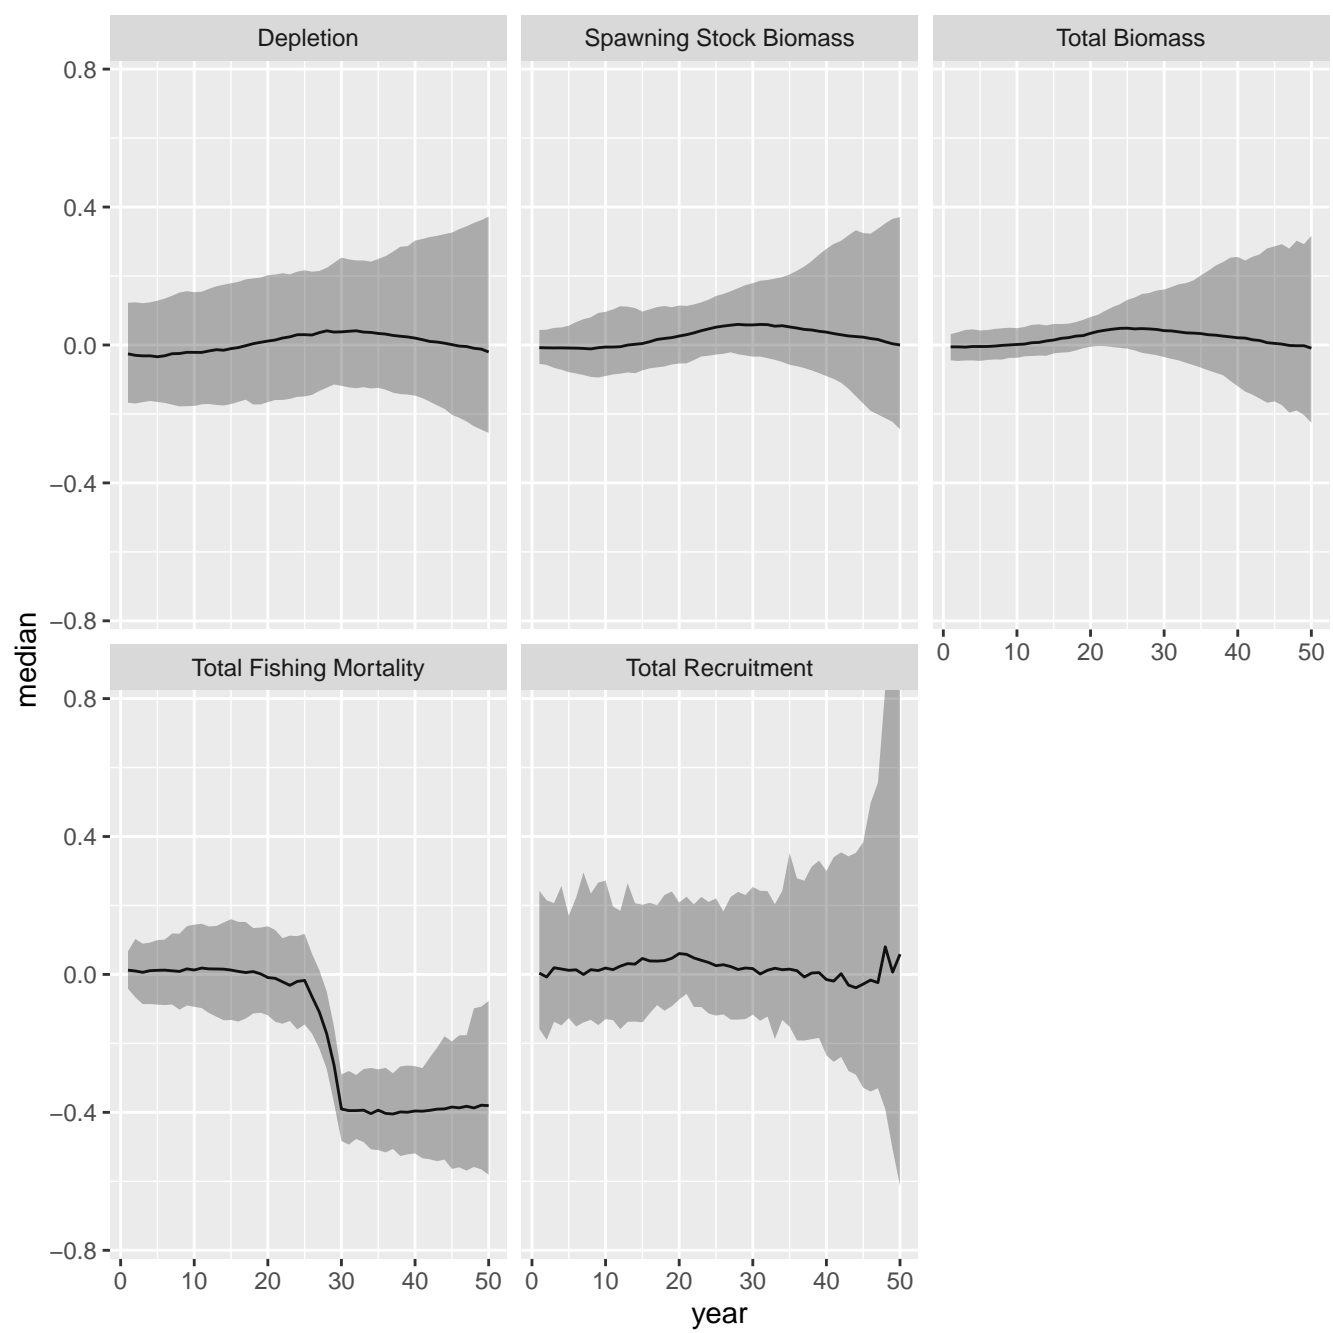 Depletion
Spawning Stock Biomass
Total Biomass
0.8
0.4
0.0
−0.4
−0.8
0 10 20 30 40 50
median
Total Fishing Mortality
Total Recruitment
0.8
0.4
0.0
−0.4
−0.8
0 10 20 30 40 50
0 10 20 30 40 50
year